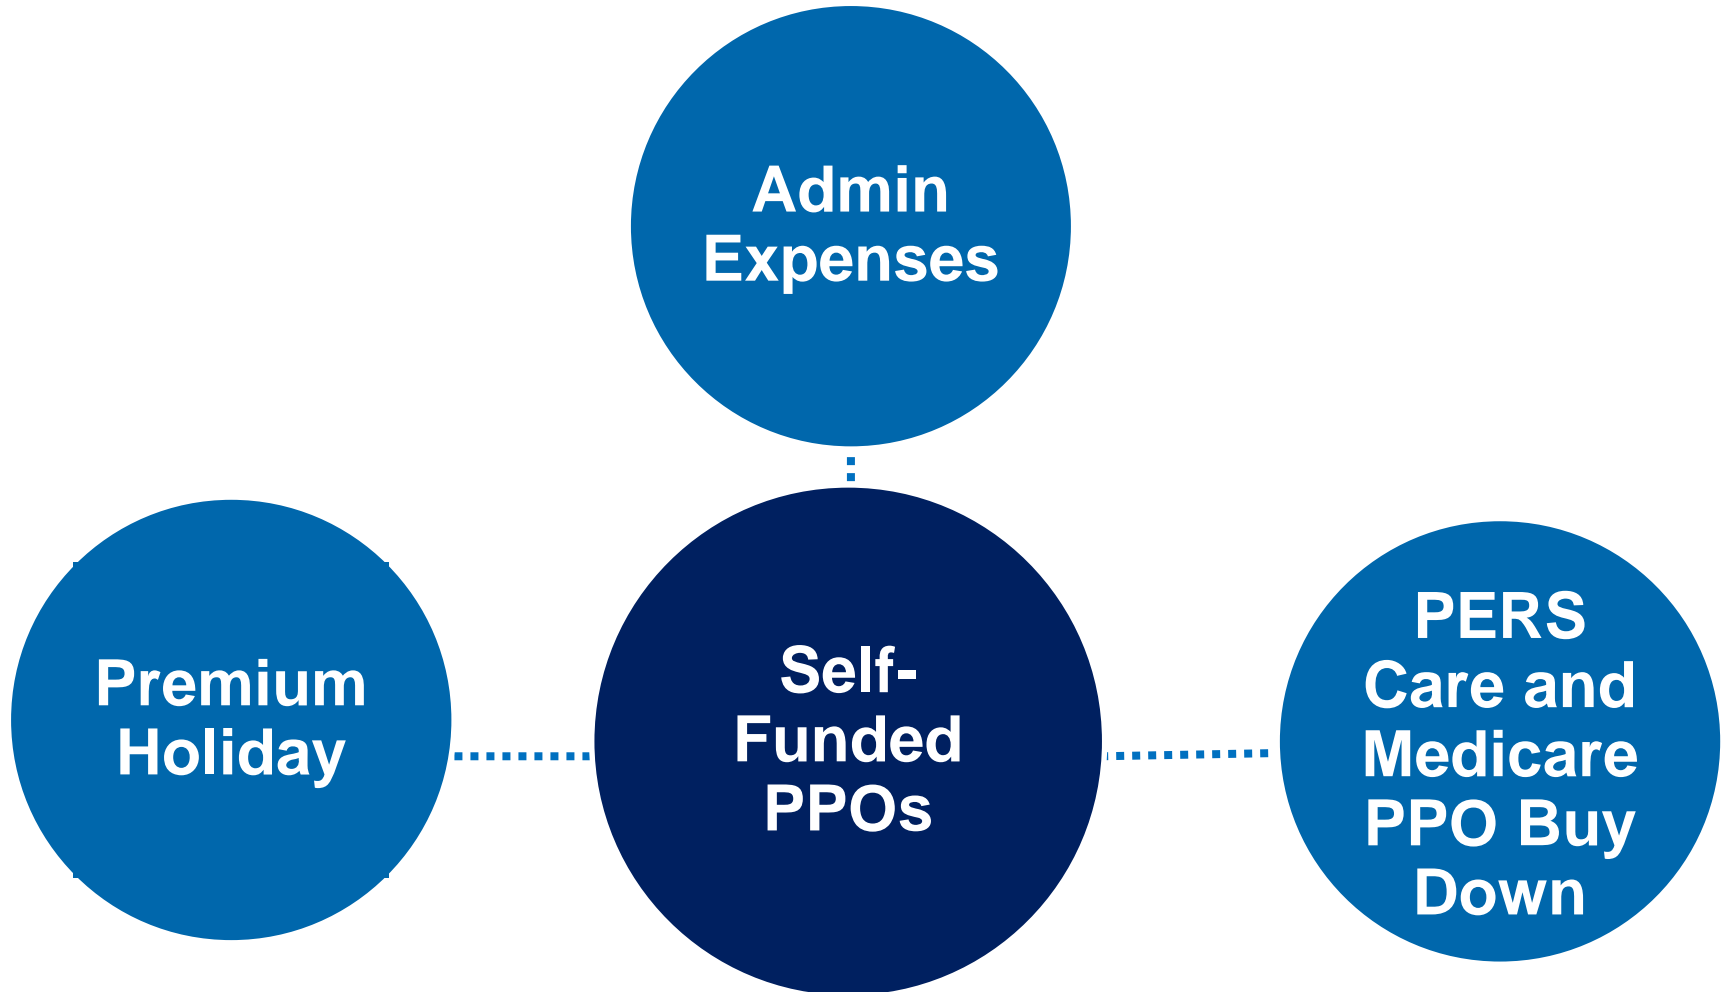 Admin
Expenses
Premium
Holiday
Self-
Funded
PPOs
PERS
Care and
Medicare
PPO Buy
Down